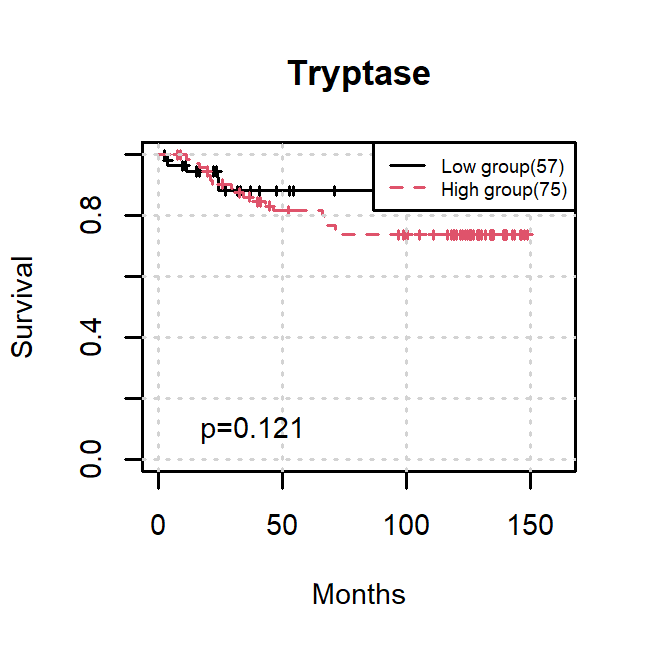 Tryptase
Low group(57)
High group(75)
Survival
0.8
0.4
0.0
p=0.121
0 50 100 150
Months